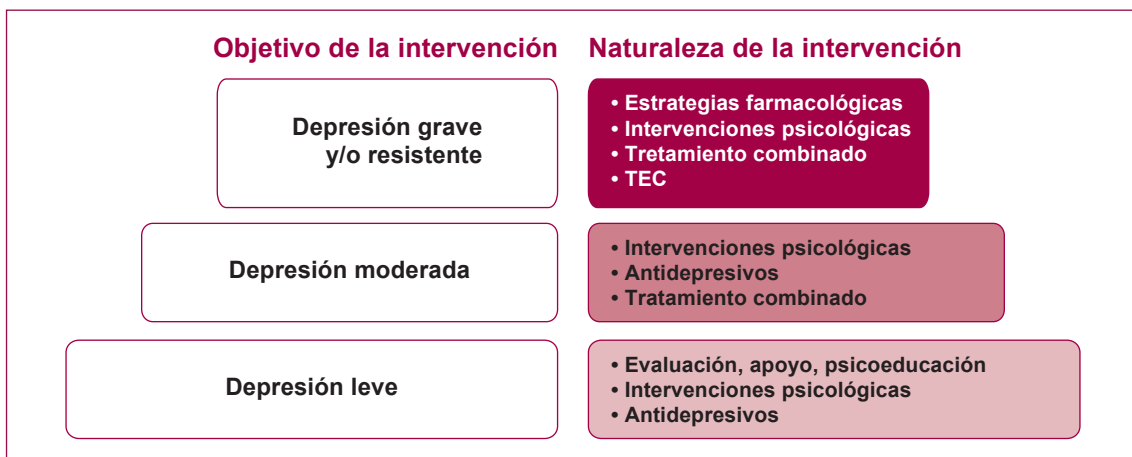 Objetivo de la intervención
Naturaleza de la intervención
Depresión grave
y/o resistente
• Estrategias farmacológicas
• Intervenciones psicológicas
• Tretamiento combinado
• TEC
Depresión moderada
• Intervenciones psicológicas
• Antidepresivos
• Tratamiento combinado
Depresión leve
• Evaluación, apoyo, psicoeducación
• Intervenciones psicológicas
• Antidepresivos